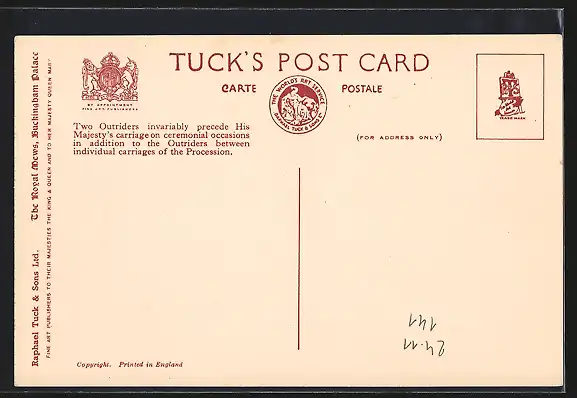 TUCK'S POST CARD
CARTE POSTALE
BY APPOINTMENT
FINE ART PUBLISHERS
THE WORLD'S ART SERVICE
RAPHAEL TUCK & SONS LD
TRADE MARK
(FOR ADDRESS ONLY)
Two Outriders invariably precede His
Majesty's carriage on ceremonial occasions
in addition to the Outriders between
individual carriages of the Procession.
Raphael Tuck & Sons Ltd. The Royal Mews, Buckingham Palace
FINE ART PUBLISHERS TO THEIR MAJESTIES THE KING & QUEEN AND TO HER MAJESTY QUEEN MARY
Copyright. Printed in England
24.11
141